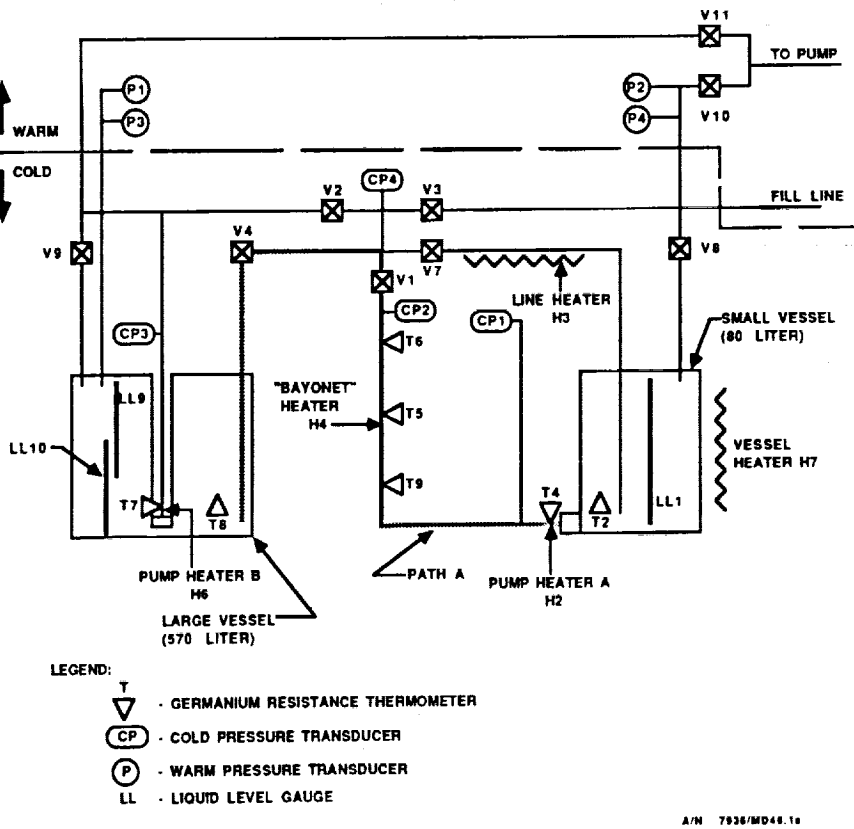 V11
TO PUMP
P1
P2
V10
P3
P4
WARM
COLD
CP4
V2
V3
FILL LINE
V4
V9
V7
V8
V1
LINE HEATER
H3
CP3
CP2
CP1
SMALL VESSEL
(80 LITER)
T6
"BAYONET"
HEATER
H4
LL9
T5
VESSEL
HEATER H7
LL10
T9
T4
LL1
T7
T8
T2
PATH A
PUMP HEATER B
H6
PUMP HEATER A
H2
LARGE VESSEL
(570 LITER)
LEGEND:
T
- GERMANIUM RESISTANCE THERMOMETER
CP - COLD PRESSURE TRANSDUCER
P - WARM PRESSURE TRANSDUCER
LL - LIQUID LEVEL GAUGE